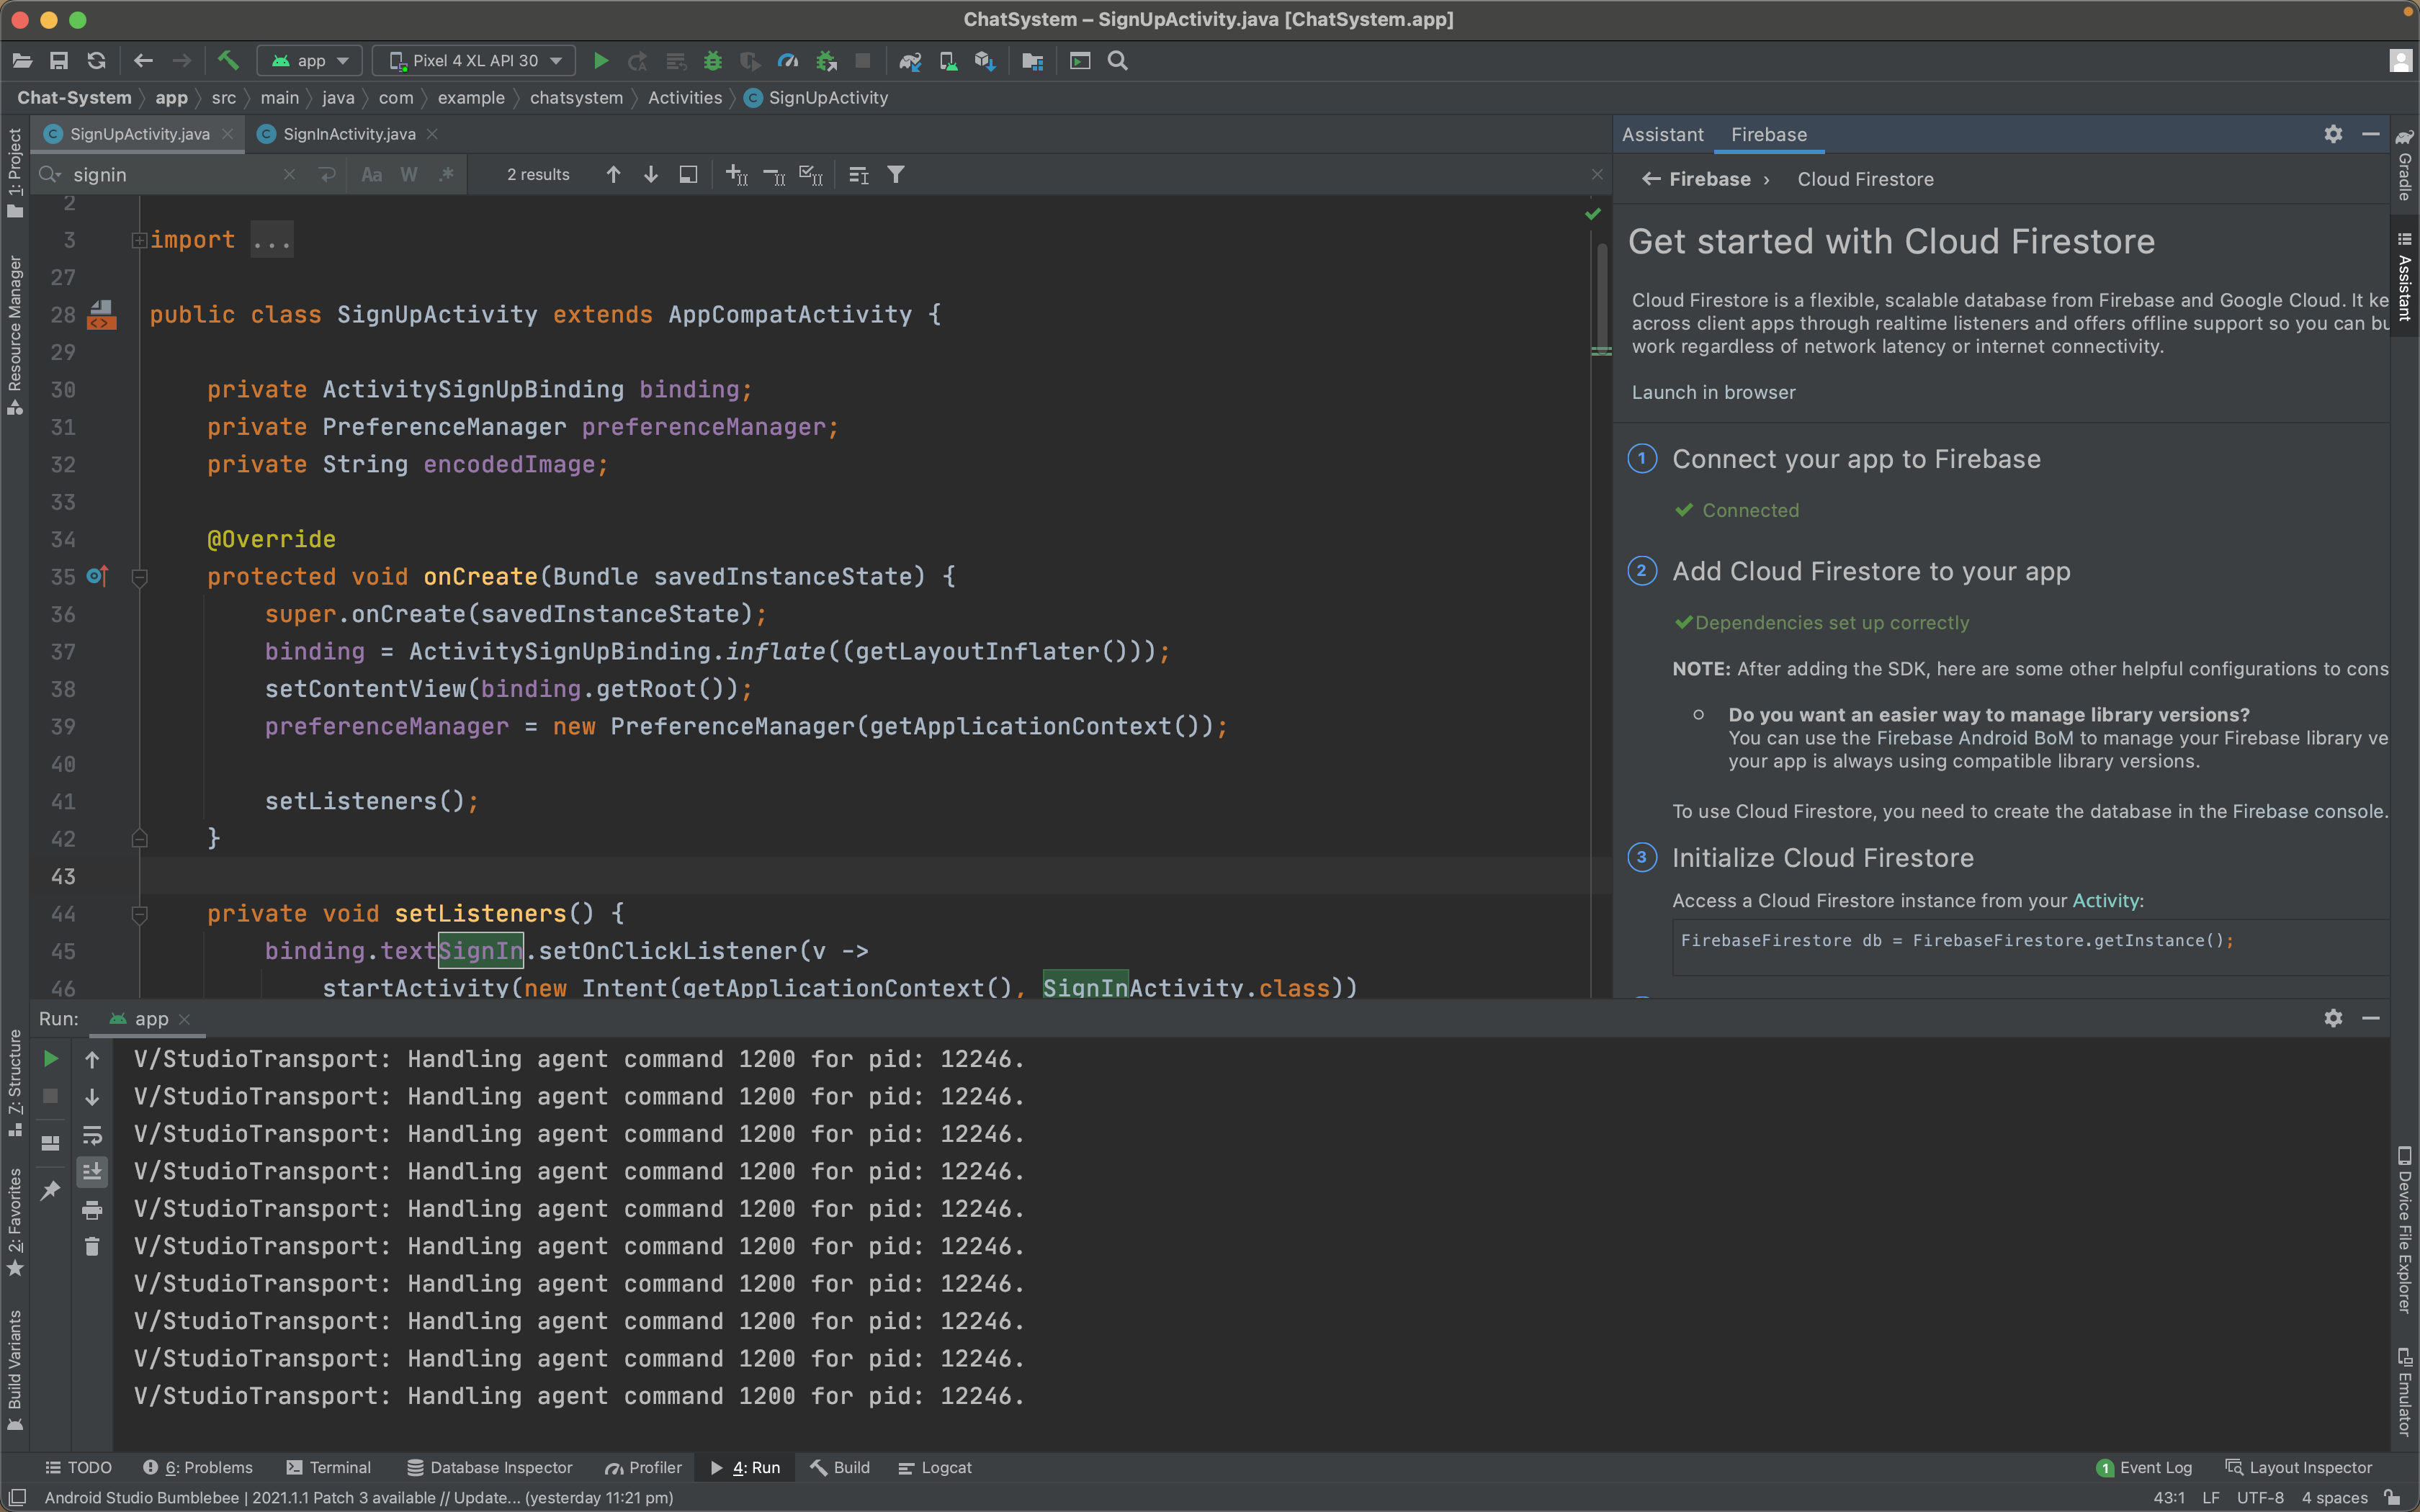 ChatSystem – SignUpActivity.java [ChatSystem.app]
app
Pixel 4 XL API 30
Chat-System
app
src
main
java
com
example
chatsystem
Activities
SignUpActivity
SignUpActivity.java
SignInActivity.java
signin
Aa
W
.*
2 results
2
3 import ...
27
28 public class SignUpActivity extends AppCompatActivity {
29
30 private ActivitySignUpBinding binding;
31 private PreferenceManager preferenceManager;
32 private String encodedImage;
33
34 @Override
35 protected void onCreate(Bundle savedInstanceState) {
36 super.onCreate(savedInstanceState);
37 binding = ActivitySignUpBinding.inflate((getLayoutInflater()));
38 setContentView(binding.getRoot());
39 preferenceManager = new PreferenceManager(getApplicationContext());
40
41 setListeners();
42 }
43
44 private void setListeners() {
45 binding.textSignIn.setOnClickListener(v ->
46 startActivity(new Intent(getApplicationContext(), SignInActivity.class))
Assistant
Firebase
Firebase ›
Cloud Firestore
Get started with Cloud Firestore
Cloud Firestore is a flexible, scalable database from Firebase and Google Cloud. It ke
across client apps through realtime listeners and offers offline support so you can bu
work regardless of network latency or internet connectivity.
Launch in browser
1 Connect your app to Firebase
Connected
2 Add Cloud Firestore to your app
Dependencies set up correctly
NOTE: After adding the SDK, here are some other helpful configurations to cons
Do you want an easier way to manage library versions?
You can use the Firebase Android BoM to manage your Firebase library ve
your app is always using compatible library versions.
To use Cloud Firestore, you need to create the database in the Firebase console.
3 Initialize Cloud Firestore
Access a Cloud Firestore instance from your Activity:
FirebaseFirestore db = FirebaseFirestore.getInstance();
1: Project
Resource Manager
7: Structure
2: Favorites
Build Variants
Gradle
Assistant
Device File Explorer
Emulator
Run:
app
V/StudioTransport: Handling agent command 1200 for pid: 12246.
V/StudioTransport: Handling agent command 1200 for pid: 12246.
V/StudioTransport: Handling agent command 1200 for pid: 12246.
V/StudioTransport: Handling agent command 1200 for pid: 12246.
V/StudioTransport: Handling agent command 1200 for pid: 12246.
V/StudioTransport: Handling agent command 1200 for pid: 12246.
V/StudioTransport: Handling agent command 1200 for pid: 12246.
V/StudioTransport: Handling agent command 1200 for pid: 12246.
V/StudioTransport: Handling agent command 1200 for pid: 12246.
V/StudioTransport: Handling agent command 1200 for pid: 12246.
TODO
6: Problems
Terminal
Database Inspector
Profiler
4: Run
Build
Logcat
1 Event Log
Layout Inspector
Android Studio Bumblebee | 2021.1.1 Patch 3 available // Update... (yesterday 11:21 pm)
43:1
LF
UTF-8
4 spaces